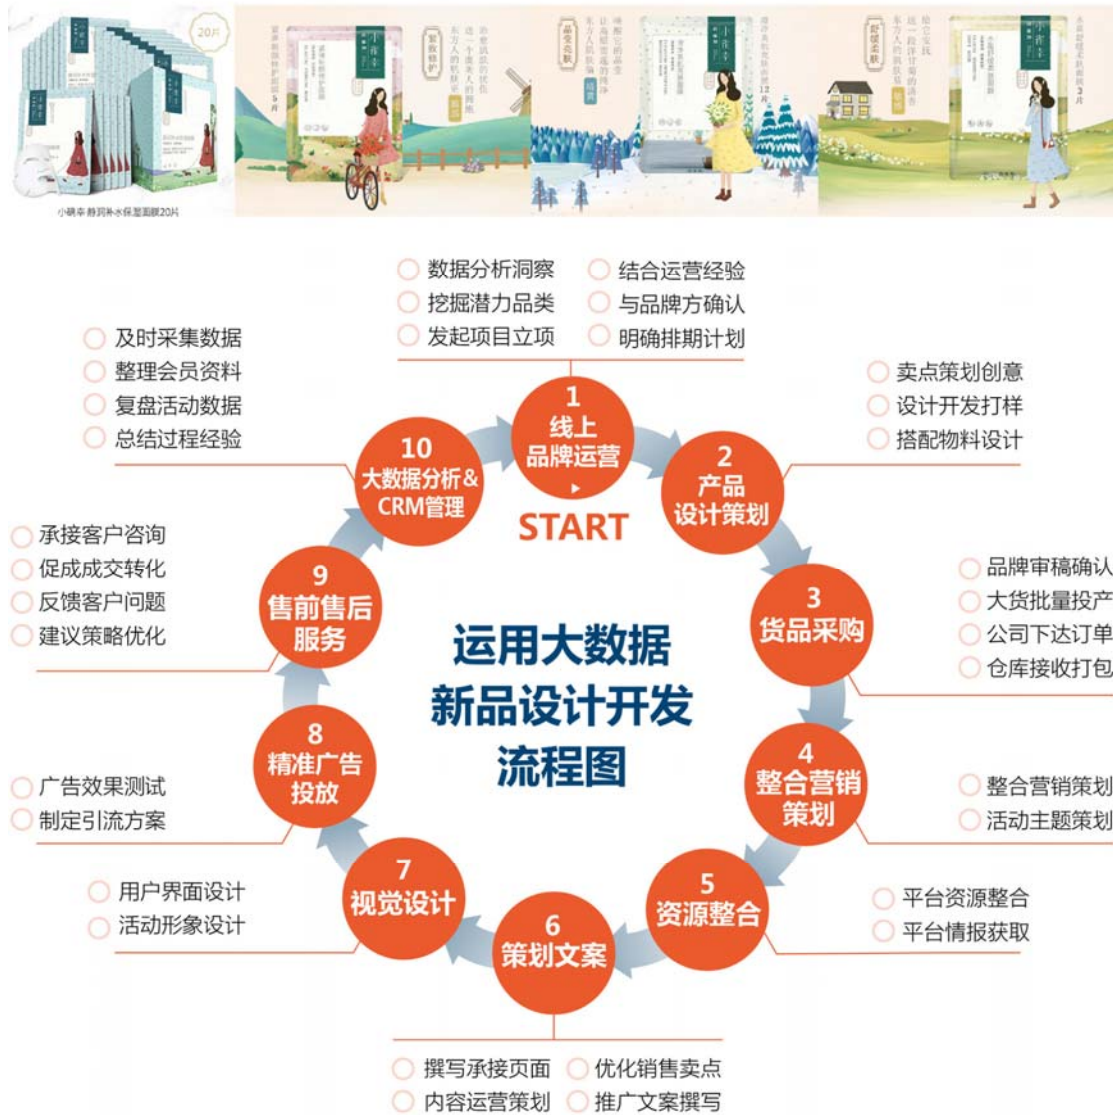 20片
小确幸 静润补水保湿面膜20片
数据分析洞察
挖掘潜力品类
发起项目立项
结合运营经验
与品牌方确认
明确排期计划
及时采集数据
整理会员资料
复盘活动数据
总结过程经验
卖点策划创意
设计开发打样
搭配物料设计
1
线上
品牌运营
START
2
产品
设计策划
10
大数据分析&
CRM管理
承接客户咨询
促成成交转化
反馈客户问题
建议策略优化
9
售前售后
服务
3
货品采购
品牌审稿确认
大货批量投产
公司下达订单
仓库接收打包
运用大数据
新品设计开发
流程图
8
精准广告
投放
4
整合营销
策划
广告效果测试
制定引流方案
整合营销策划
活动主题策划
7
视觉设计
用户界面设计
活动形象设计
5
资源整合
平台资源整合
平台情报获取
6
策划文案
撰写承接页面
内容运营策划
优化销售卖点
推广文案撰写